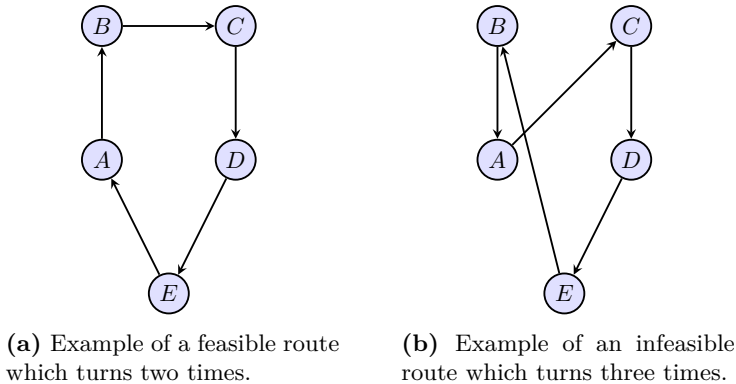 B C
A D
E
B C
A D
E
(a) Example of a feasible route
which turns two times.
(b) Example of an infeasible
route which turns three times.